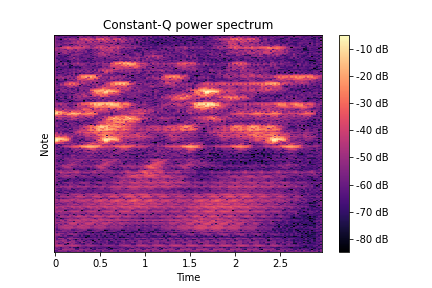 Constant-Q power spectrum
Note
-10 dB
-20 dB
-30 dB
-40 dB
-50 dB
-60 dB
-70 dB
-80 dB
0 0.5 1 1.5 2 2.5
Time